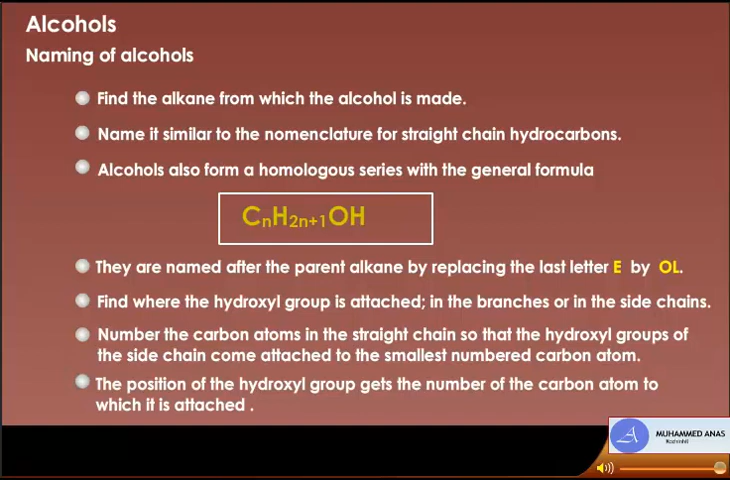 Alcohols
Naming of alcohols
Find the alkane from which the alcohol is made.
Name it similar to the nomenclature for straight chain hydrocarbons.
Alcohols also form a homologous series with the general formula
CnH2n+1OH
They are named after the parent alkane by replacing the last letter E by OL.
Find where the hydroxyl group is attached; in the branches or in the side chains.
Number the carbon atoms in the straight chain so that the hydroxyl groups of
the side chain come attached to the smallest numbered carbon atom.
The position of the hydroxyl group gets the number of the carbon atom to
which it is attached .
MUHAMMED ANAS